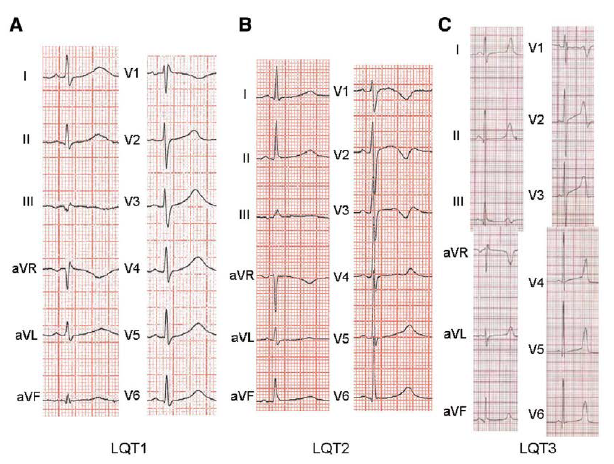 A
I
II
III
aVR
aVL
aVF
V1
V2
V3
V4
V5
V6
LQT1
B
I
II
III
aVR
aVL
aVF
V1
V2
V3
V4
V5
V6
LQT2
C
I
II
III
aVR
aVL
aVF
V1
V2
V3
V4
V5
V6
LQT3